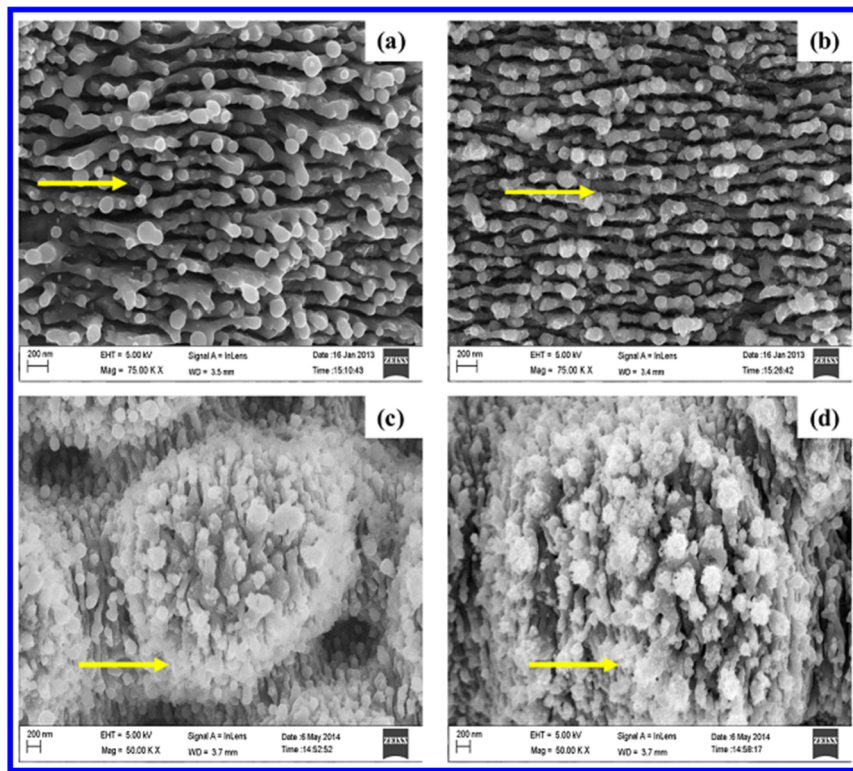 (a)
200 nm EHT = 5.00 kV Signal A = InLens Date :16 Jan 2013
Mag = 75.00 K X WD = 3.5 mm Time :15:10:43
ZEISS
(b)
200 nm EHT = 5.00 kV Signal A = InLens Date :16 Jan 2013
Mag = 75.00 K X WD = 3.4 mm Time :15:26:42
ZEISS
(c)
200 nm EHT = 5.00 kV Signal A = InLens Date :6 May 2014
Mag = 50.00 K X WD = 3.7 mm Time :14:52:52
ZEISS
(d)
200 nm EHT = 5.00 kV Signal A = InLens Date :6 May 2014
Mag = 50.00 K X WD = 3.7 mm Time :14:58:17
ZEISS